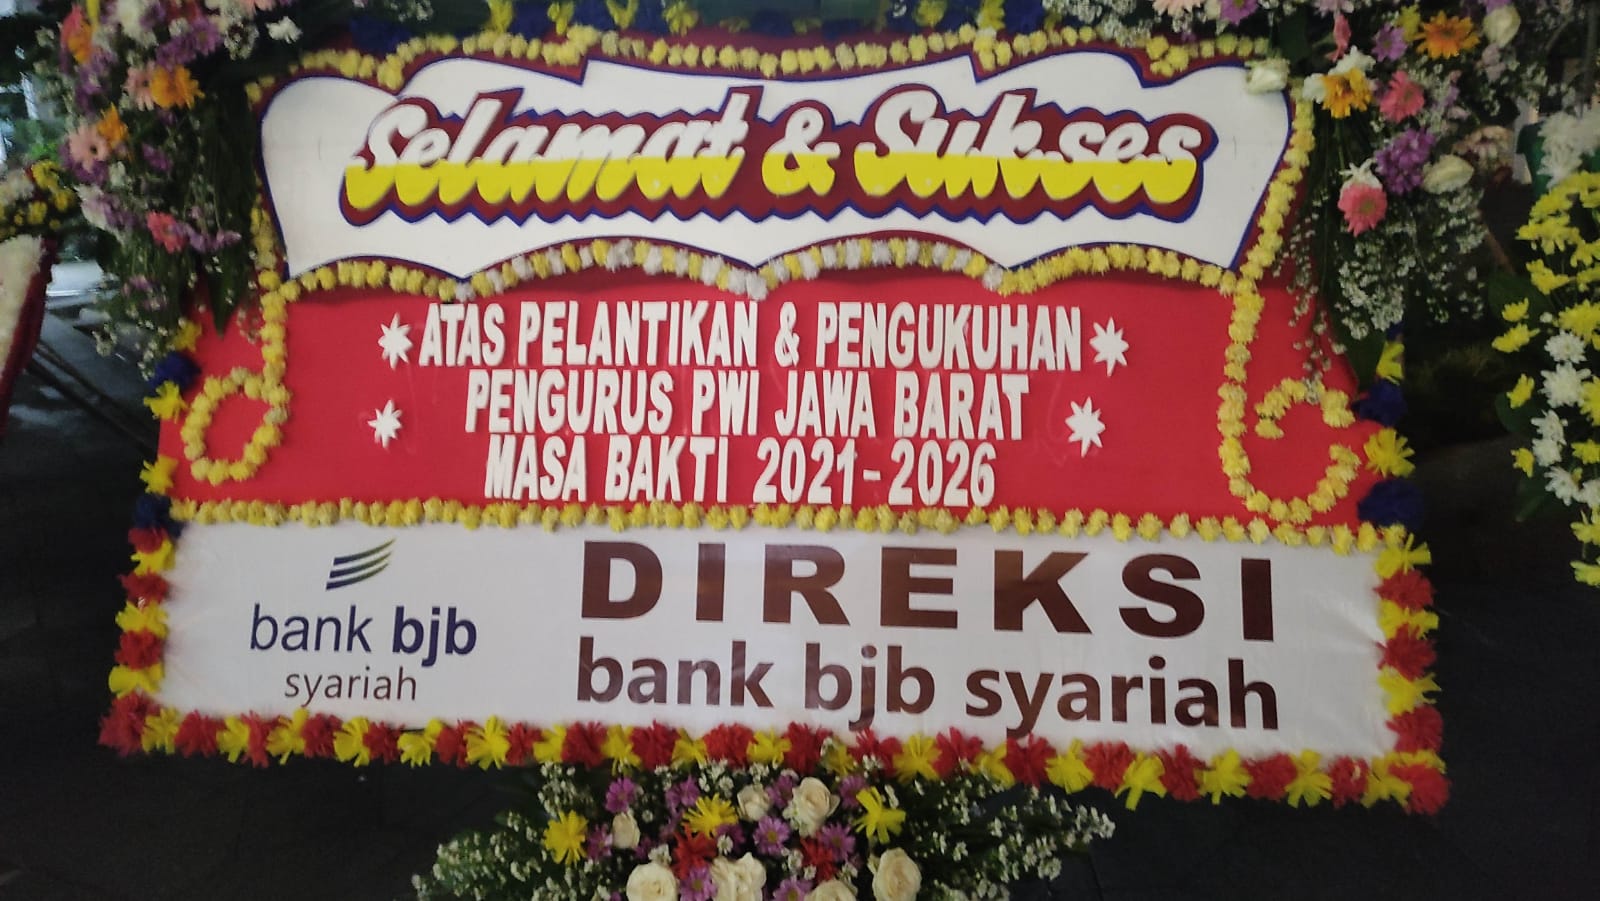 Selamat & Sukses
ATAS PELANTIKAN & PENGUKUHAN
PENGURUS PWI JAWA BARAT
MASA BAKTI 2021-2026
bank bjb
syariah
DIREKSI
bank bjb syariah